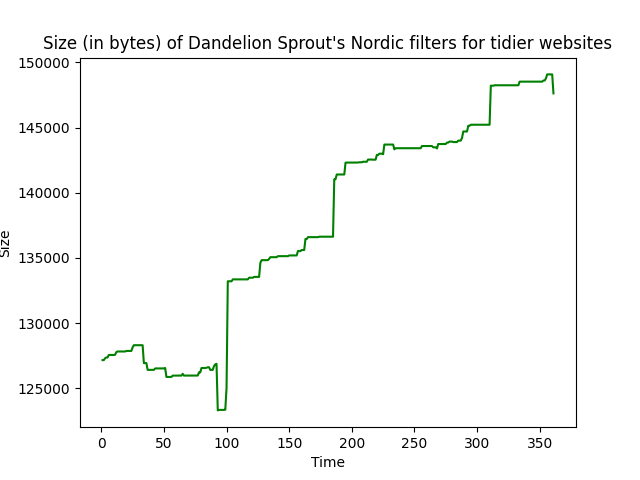 Size (in bytes) of Dandelion Sprout's Nordic filters for tidier websites
150000
145000
140000
135000
130000
125000
Size
0 50 100 150 200 250 300 350
Time